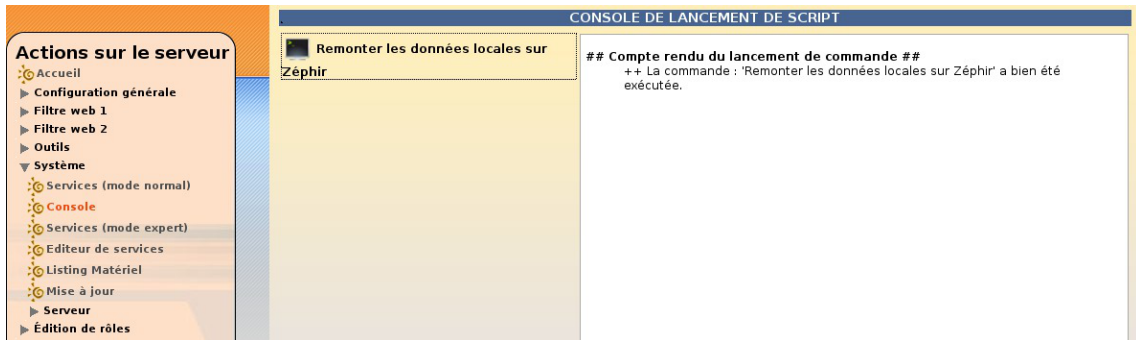 CONSOLE DE LANCEMENT DE SCRIPT
Actions sur le serveur
Accueil
Configuration générale
Filtre web 1
Filtre web 2
Outils
Système
Services (mode normal)
Console
Services (mode expert)
Editeur de services
Listing Matériel
Mise à jour
Serveur
Édition de rôles
Remonter les données locales sur
Zéphir
## Compte rendu du lancement de commande ##
++ La commande : 'Remonter les données locales sur Zéphir' a bien été
exécutée.